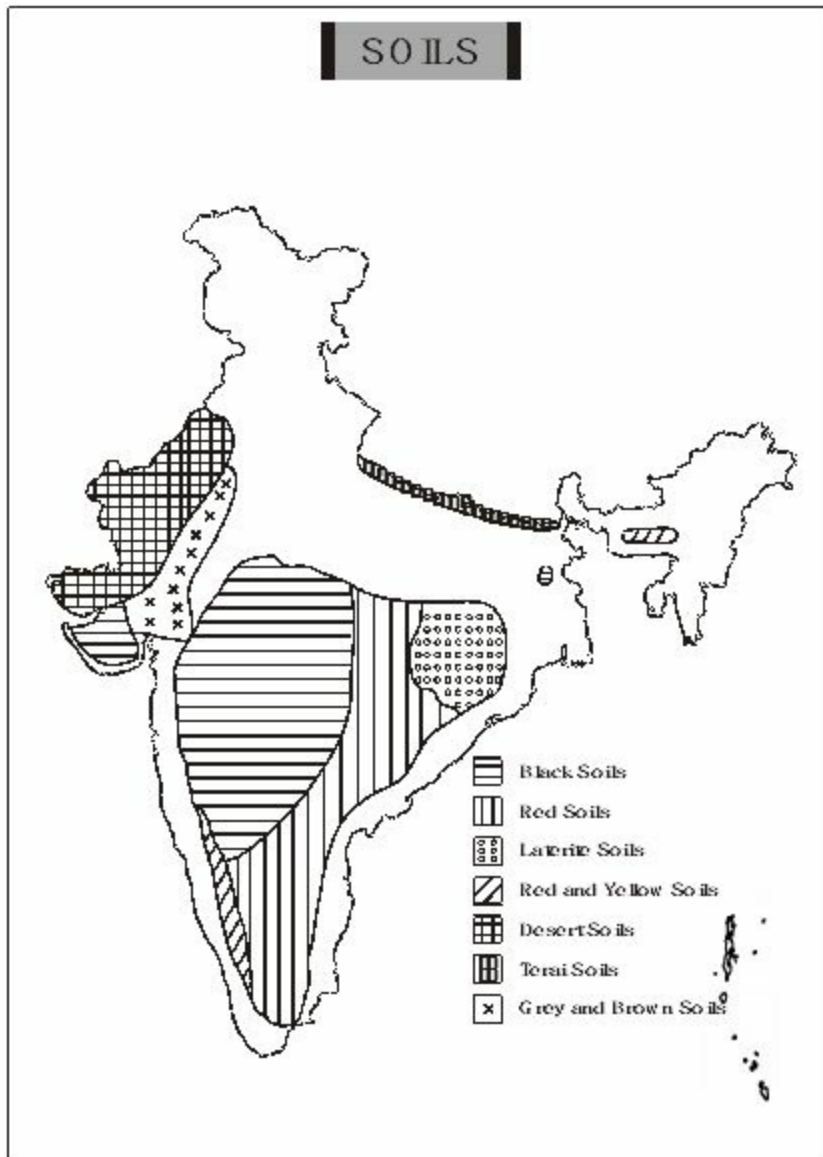 SOILS
Black Soils
Red Soils
Laterite Soils
Red and Yellow Soils
Desert Soils
Terai Soils
Grey and Brown Soils